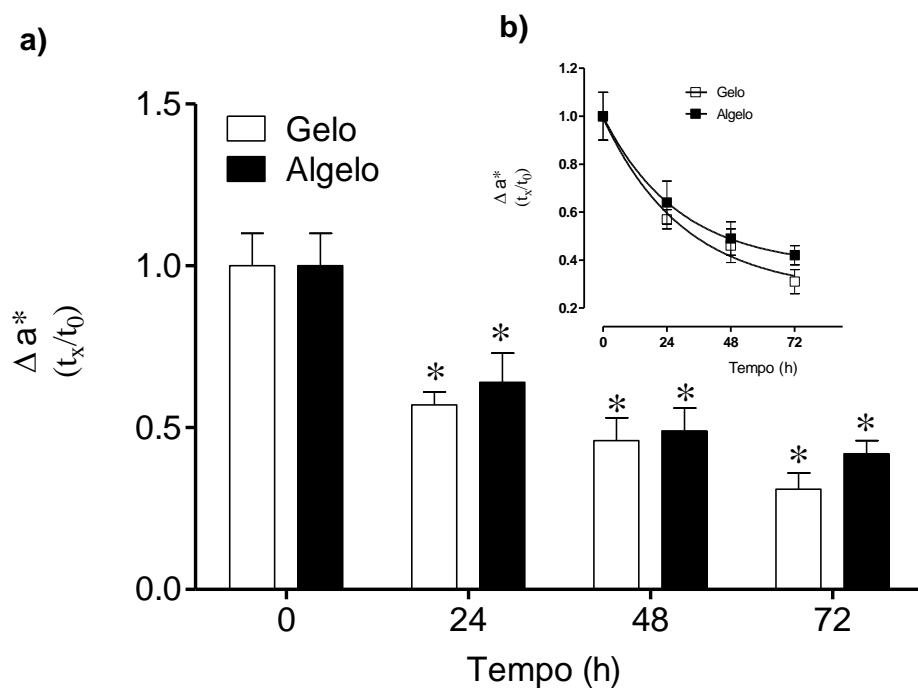 a)
1.5
1.0
0.5
0.0
Δ a*
(tx/t0)
Gelo
Algelo
*
*
*
*
*
*
0
24
48
72
Tempo (h)
b)
1.2
1.0
0.8
0.6
0.4
0.2
Δ a*
(tx/t0)
Gelo
Algelo
0
24
48
72
Tempo (h)